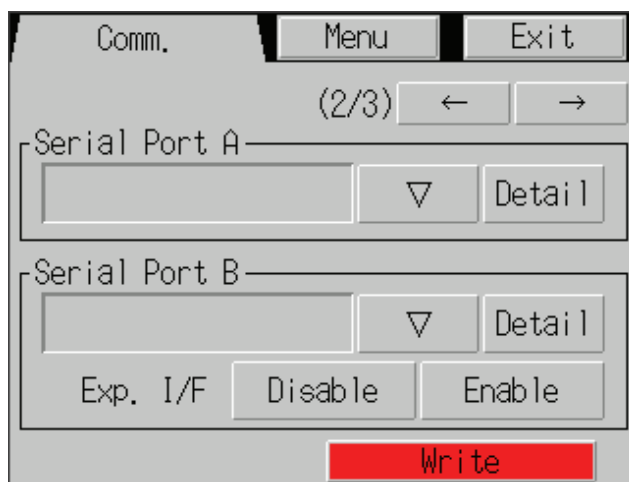 Comm. Menu Exit
(2/3) ← →
Serial Port A
▽ Detail
Serial Port B
▽ Detail
Exp. I/F Disable Enable
Write